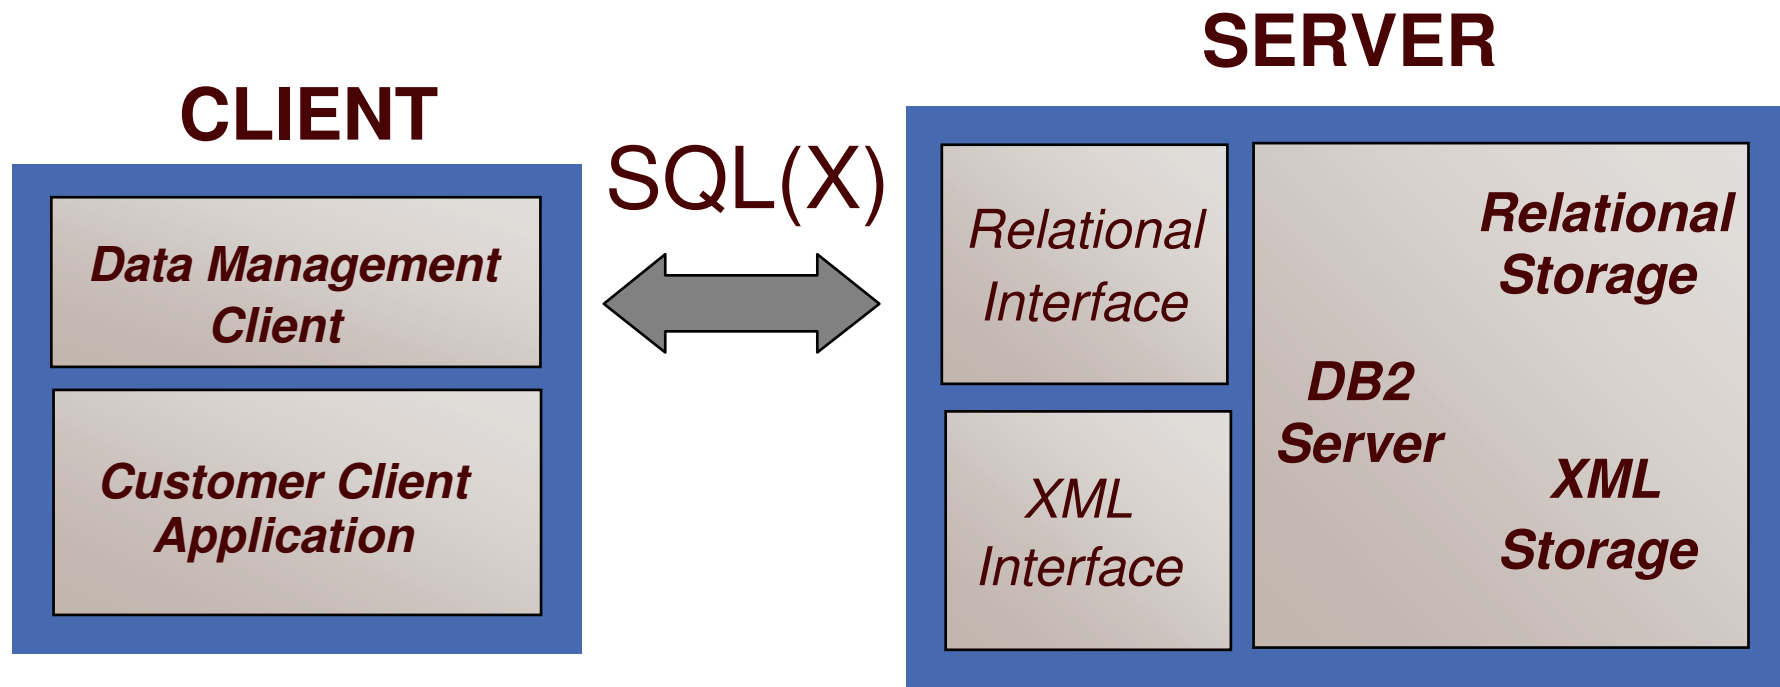 CLIENT
Data Management
Client
Customer Client
Application
SQL(X)
SERVER
Relational
Interface
XML
Interface
DB2
Server
Relational
Storage
XML
Storage